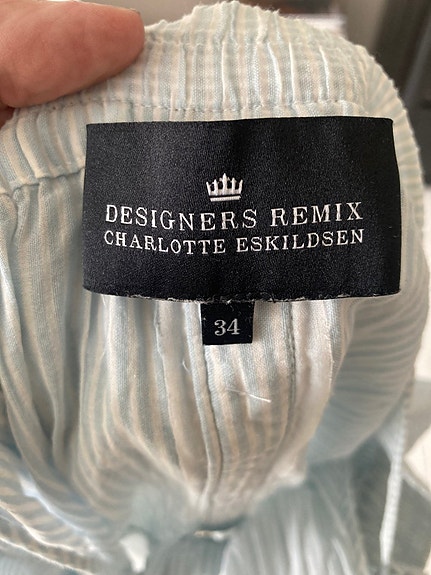 DESIGNERS REMIX
CHARLOTTE ESKILDSEN
34